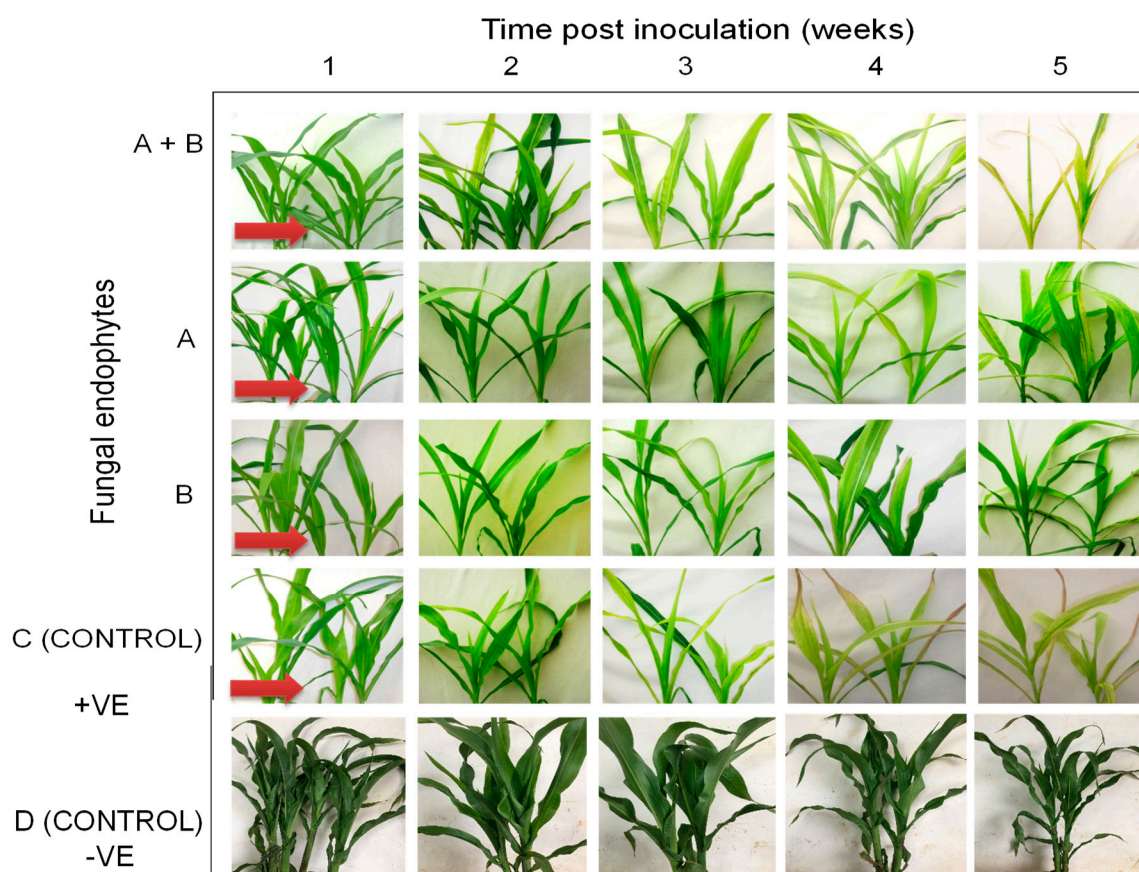 Time post inoculation (weeks)
1 2 3 4 5
A + B
A
Fungal endophytes
B
C (CONTROL)
+VE
D (CONTROL)
-VE